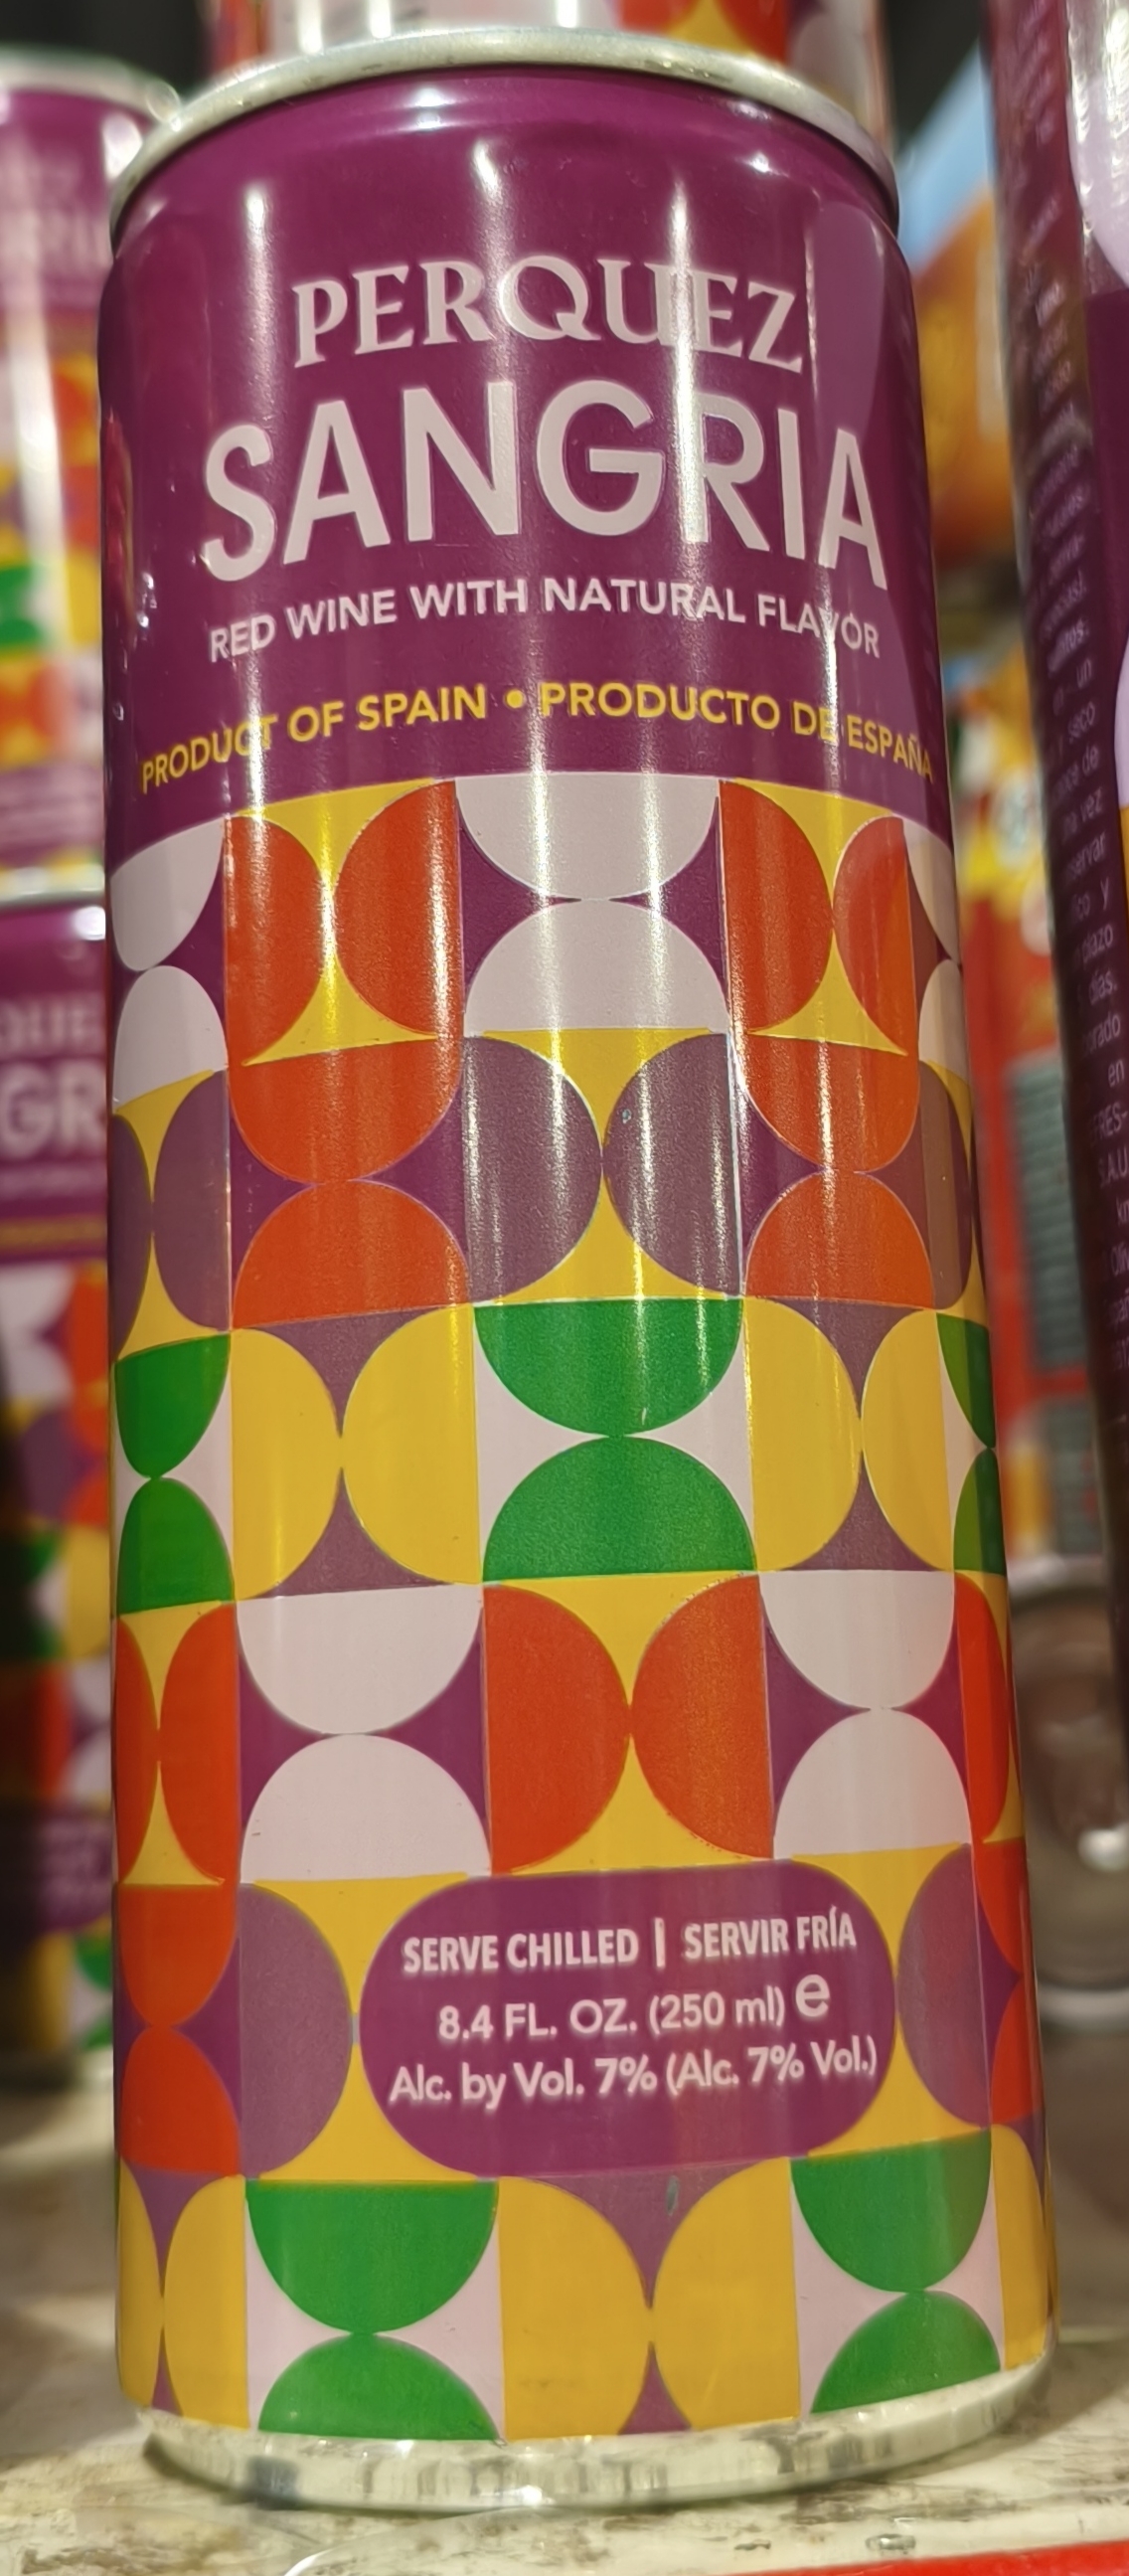 PERQUEZ
SANGRIA
RED WINE WITH NATURAL FLAVOR
PRODUCT OF SPAIN • PRODUCTO DE ESPAÑA
SERVE CHILLED | SERVIR FRÍA
8.4 FL. OZ. (250 ml) e
Alc. by Vol. 7% (Alc. 7% Vol.)